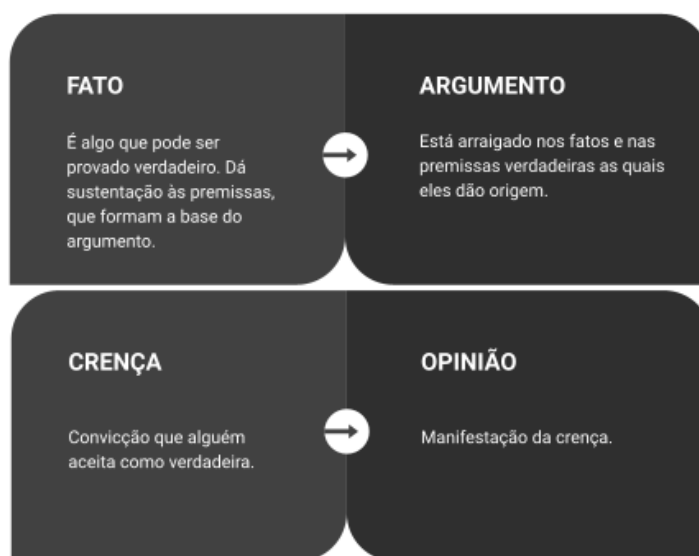 FATO
É algo que pode ser
provado verdadeiro. Dá
sustentação às premissas,
que formam a base do
argumento.
ARGUMENTO
Está arraigado nos fatos e nas
premissas verdadeiras as quais
eles dão origem.
CRENÇA
Convicção que alguém
aceita como verdadeira.
OPINIÃO
Manifestação da crença.